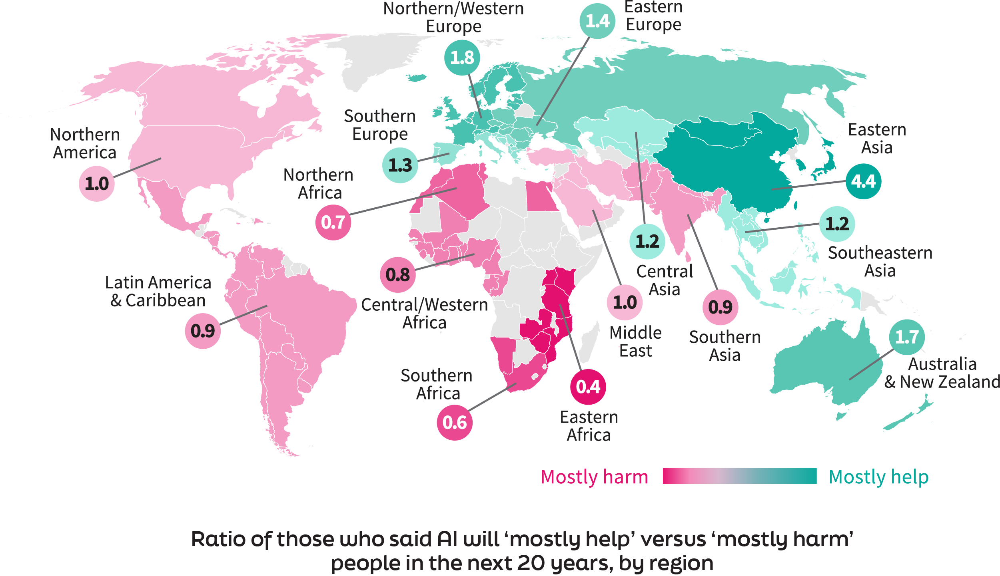 Northern/Western
Europe
1.8
Eastern
Europe
1.4
Southern
Europe
1.3
Northern
America
1.0
Eastern
Asia
4.4
Northern
Africa
0.7
Southeastern
Asia
1.2
Central
Asia
1.2
Latin America
& Caribbean
0.9
Central/Western
Africa
0.8
Middle
East
1.0
Southern
Asia
0.9
Australia
& New Zealand
1.7
Southern
Africa
0.6
Eastern
Africa
0.4
Mostly harm
Mostly help
Ratio of those who said AI will ‘mostly help’ versus ‘mostly harm’
people in the next 20 years, by region